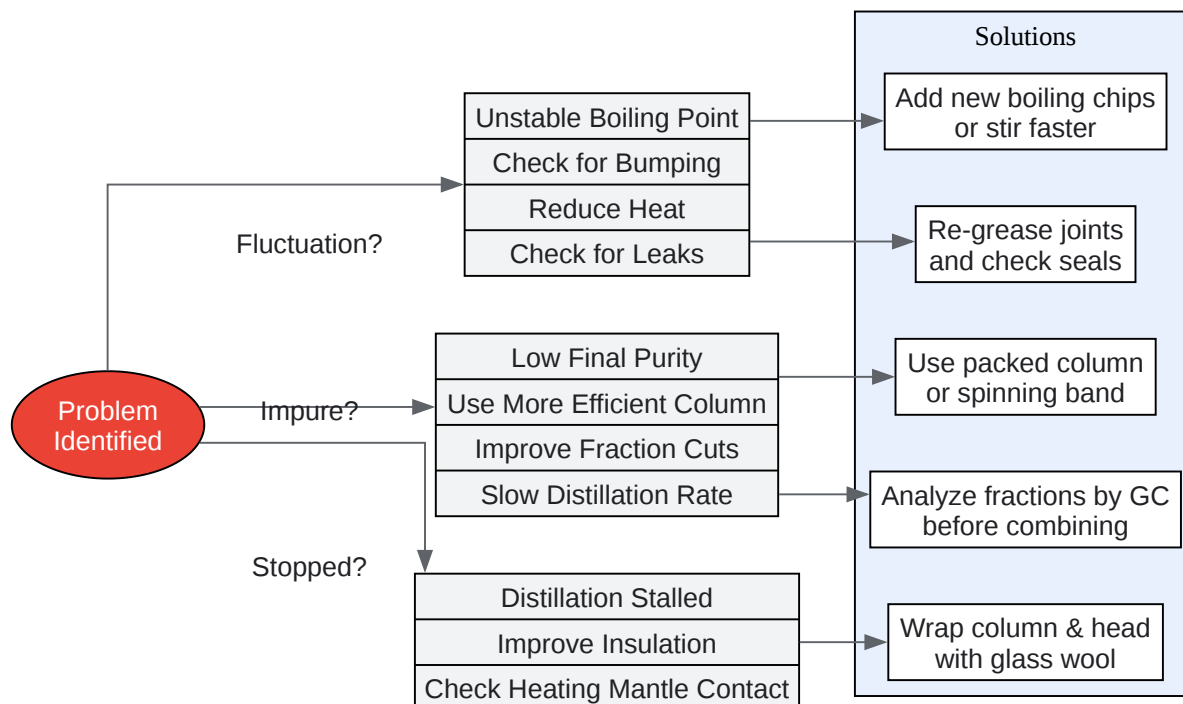 Solutions
Unstable Boiling Point
Check for Bumping
Reduce Heat
Check for Leaks
Add new boiling chips
or stir faster
Fluctuation?
Re-grease joints
and check seals
Problem
Identified
Impure?
Low Final Purity
Use More Efficient Column
Improve Fraction Cuts
Slow Distillation Rate
Use packed column
or spinning band
Analyze fractions by GC
before combining
Stopped?
Distillation Stalled
Improve Insulation
Check Heating Mantle Contact
Wrap column & head
with glass wool